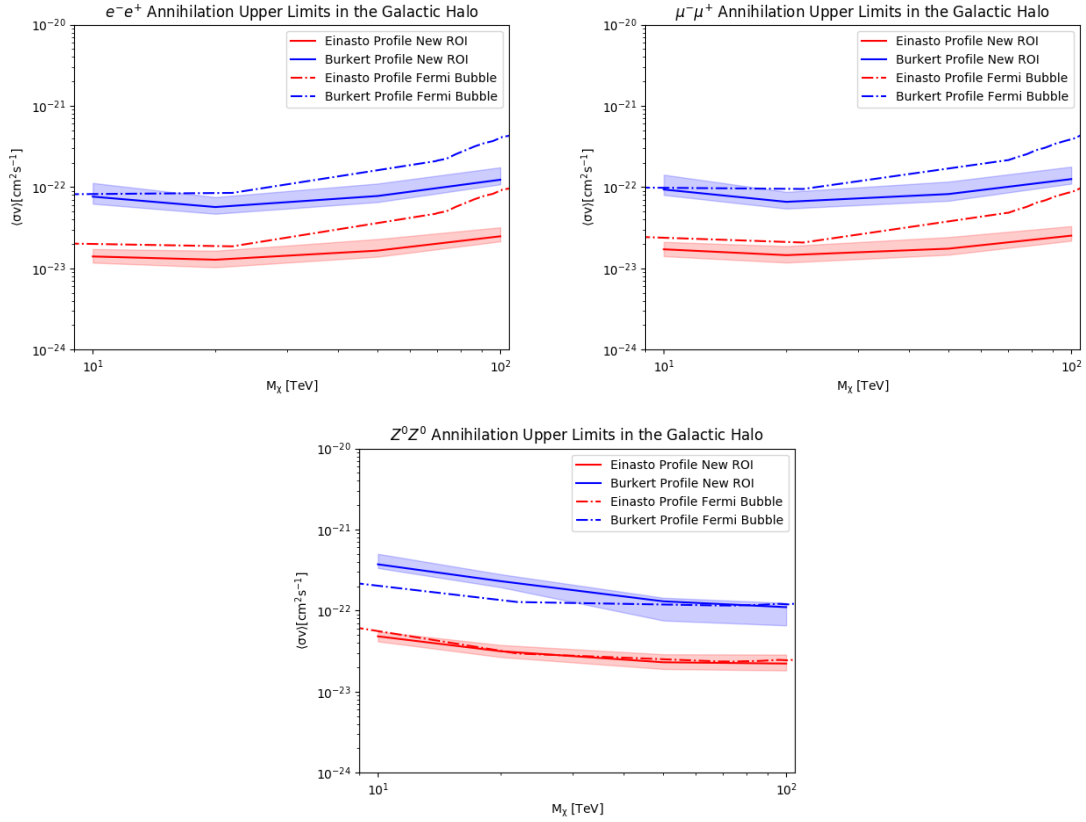 e⁻e⁺ Annihilation Upper Limits in the Galactic Halo
10⁻²⁰
10⁻²¹
10⁻²²
10⁻²³
10⁻²⁴
⟨σv⟩[cm²s⁻¹]
Einasto Profile New ROI
Burkert Profile New ROI
Einasto Profile Fermi Bubble
Burkert Profile Fermi Bubble
10¹
10²
Mχ [TeV]
μ⁻μ⁺ Annihilation Upper Limits in the Galactic Halo
10⁻²⁰
10⁻²¹
10⁻²²
10⁻²³
10⁻²⁴
⟨σv⟩[cm²s⁻¹]
Einasto Profile New ROI
Burkert Profile New ROI
Einasto Profile Fermi Bubble
Burkert Profile Fermi Bubble
10¹
10²
Mχ [TeV]
Z⁰Z⁰ Annihilation Upper Limits in the Galactic Halo
10⁻²⁰
10⁻²¹
10⁻²²
10⁻²³
10⁻²⁴
⟨σv⟩[cm²s⁻¹]
Einasto Profile New ROI
Burkert Profile New ROI
Einasto Profile Fermi Bubble
Burkert Profile Fermi Bubble
10¹
10²
Mχ [TeV]